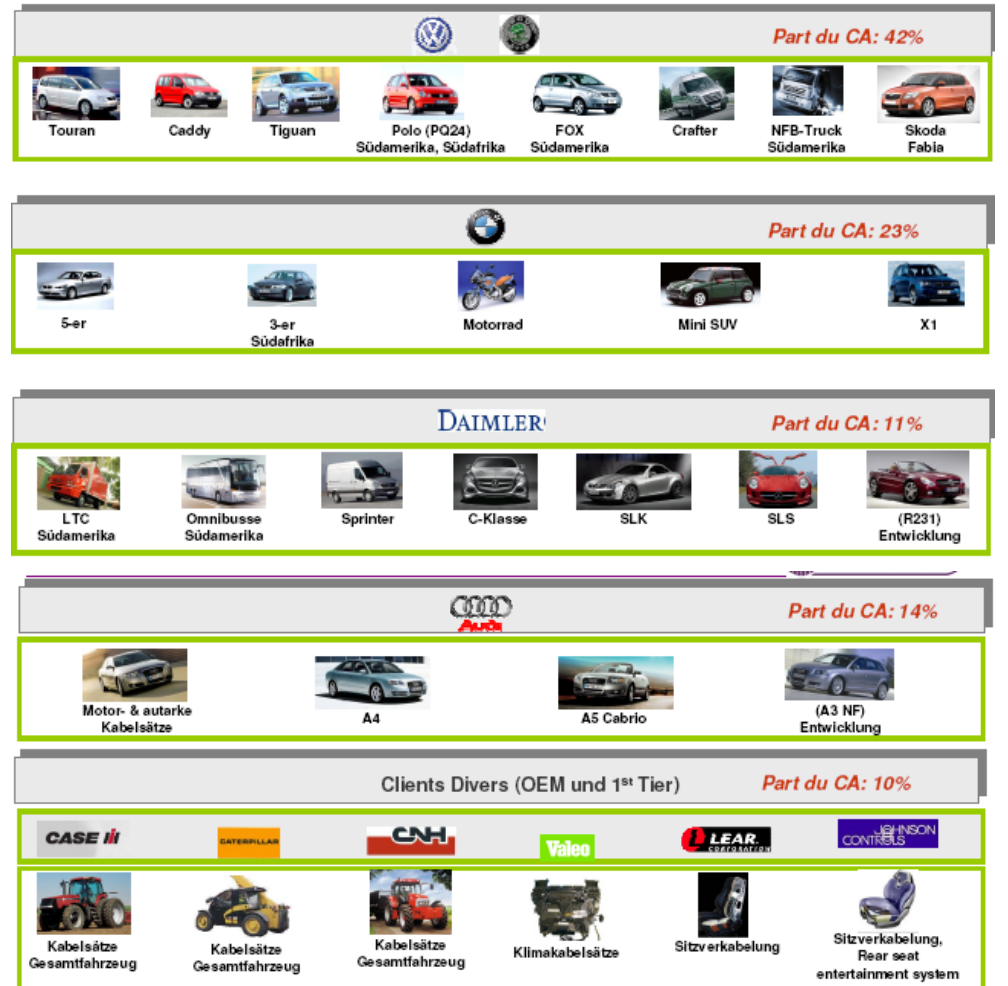 Part du CA: 42%
Touran
Caddy
Tiguan
Polo (PQ24)
Südamerika, Südafrika
FOX
Südamerika
Crafter
NFB-Truck
Südamerika
Skoda
Fabia
Part du CA: 23%
5-er
3-er
Südafrika
Motorrad
Mini SUV
X1
DAIMLER
Part du CA: 11%
LTC
Südamerika
Omnibusse
Südamerika
Sprinter
C-Klasse
SLK
SLS
(R231)
Entwicklung
Audi
Part du CA: 14%
Motor- & autarke
Kabelsätze
A4
A5 Cabrio
(A3 NF)
Entwicklung
Clients Divers (OEM und 1st Tier)
Part du CA: 10%
CASE IH
CATERPILLAR
CNH
Valeo
LEAR.
CORPORATION
JOHNSON
CONTROLS
Kabelsátze
Gesamtfahrzeug
Kabelsätze
Gesamtfahrzeug
Kabelsätze
Gesamtfahrzeug
Klimakabelsätze
Sitzverkabelung
Sitzverkabelung,
Rear seat
entertainment system